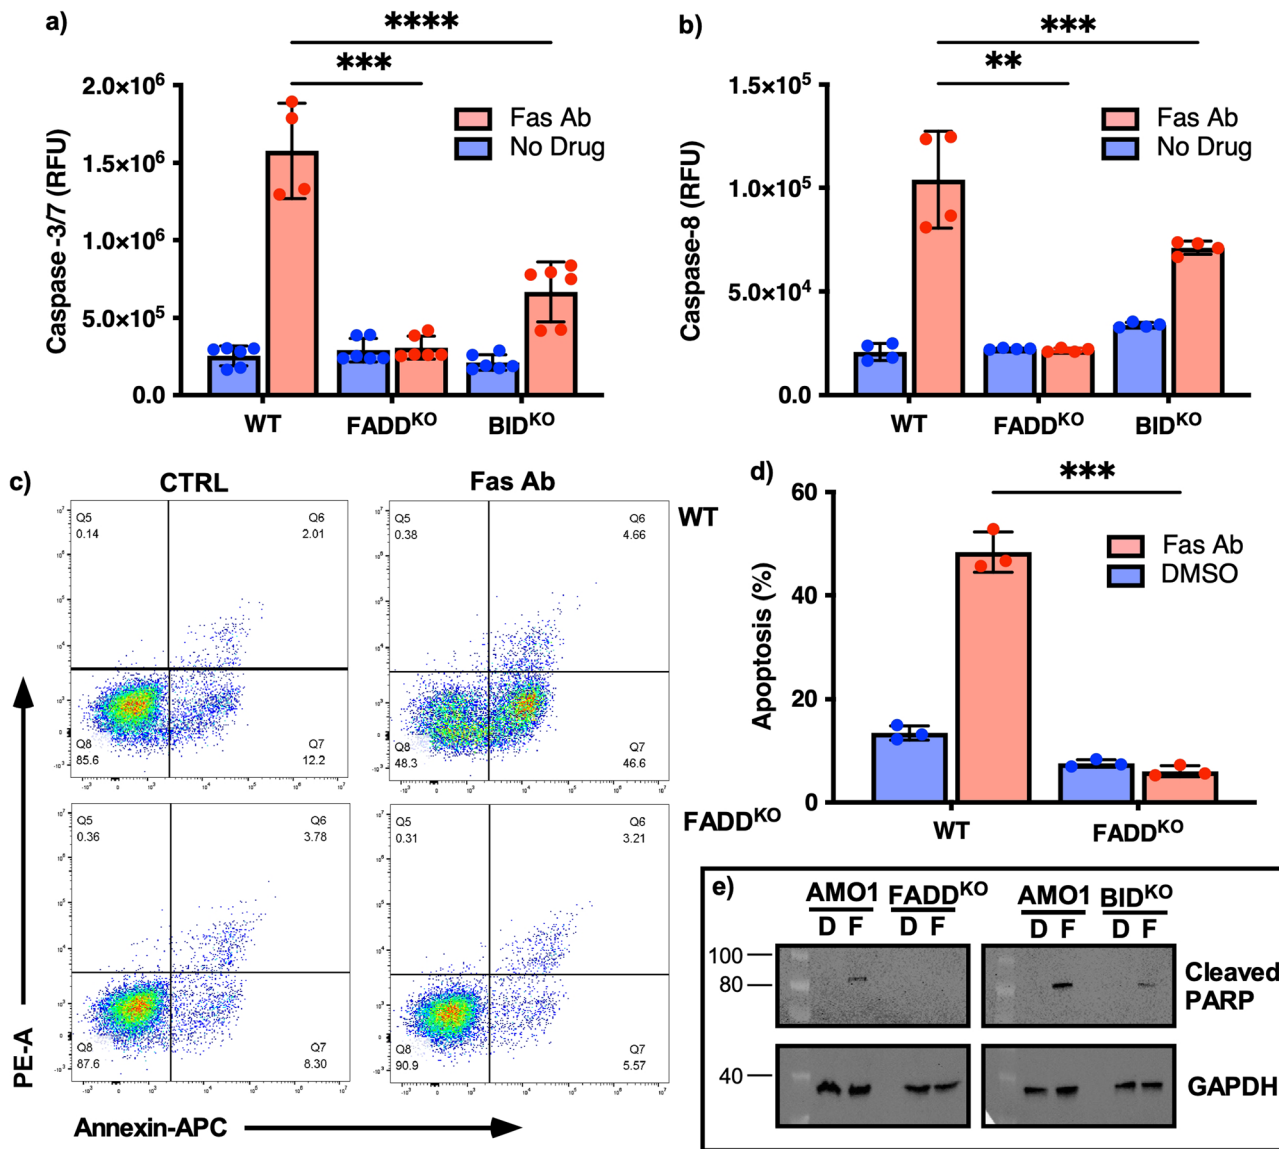 a)
****
***
Caspase -3/7 (RFU)
2.0×10⁶
1.5×10⁶
1.0×10⁶
5.0×10⁵
0.0
Fas Ab
No Drug
WT
FADDᴷᴼ
BIDᴷᴼ
b)
***
**
Caspase-8 (RFU)
1.5×10⁵
1.0×10⁵
5.0×10⁴
0.0
Fas Ab
No Drug
WT
FADDᴷᴼ
BIDᴷᴼ
c)
CTRL
Fas Ab
WT
Q5
0.14
Q6
2.01
Q8
85.6
Q7
12.2
Q5
0.38
Q6
4.66
Q8
48.3
Q7
46.6
FADDᴷᴼ
Q5
0.36
Q6
3.78
Q8
87.6
Q7
8.30
Q5
0.31
Q6
3.21
Q8
90.9
Q7
5.57
PE-A
Annexin-APC
d)
***
Apoptosis (%)
60
40
20
0
Fas Ab
DMSO
WT
FADDᴷᴼ
e)
AMO1 FADDᴷᴼ AMO1 BIDᴷᴼ
D F D F D F D F
100
80
Cleaved
PARP
40
GAPDH